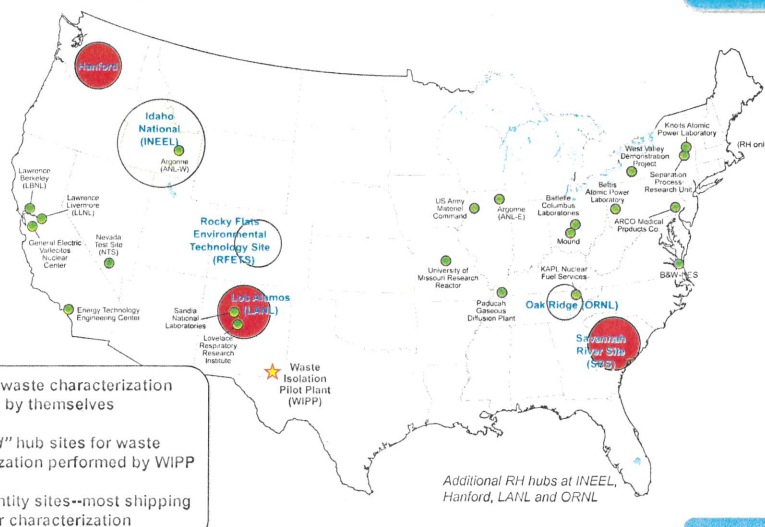 Hanford
Idaho
National
(INEEL)
Argonne
(ANL-W)
Lawrence
Berkeley
(LBNL)
Lawrence
Livermore
(LLNL)
General Electric
Vallecitos
Nuclear
Center
Nevada
Test Site
(NTS)
Energy Technology
Engineering Center
Rocky Flats
Environmental
Technology Site
(RFETS)
Los Alamos
(LANL)
Sandia
National
Laboratories
Lovelace
Respiratory
Research
Institute
Waste
Isolation
Pilot Plant
(WIPP)
US Army
Materiel
Command
Argonne
(ANL-E)
Battelle
Columbus
Laboratories
Mound
University of
Missouri Research
Reactor
Paducah
Gaseous
Diffusion Plant
KAPL Nuclear
Fuel Services
Oak Ridge (ORNL)
Savannah
River Site
(SRS)
Bettis
Atomic Power
Laboratory
West Valley
Demonstration
Project
Knolls Atomic
Power Laboratory
(RH onl
Separation
Process
Research Unit
ARCO Medical
Products Co
B&W-NES
waste characterization
by themselves
d" hub sites for waste
zation performed by WIPP
ntity sites--most shipping
r characterization
Additional RH hubs at INEEL,
Hanford, LANL and ORNL